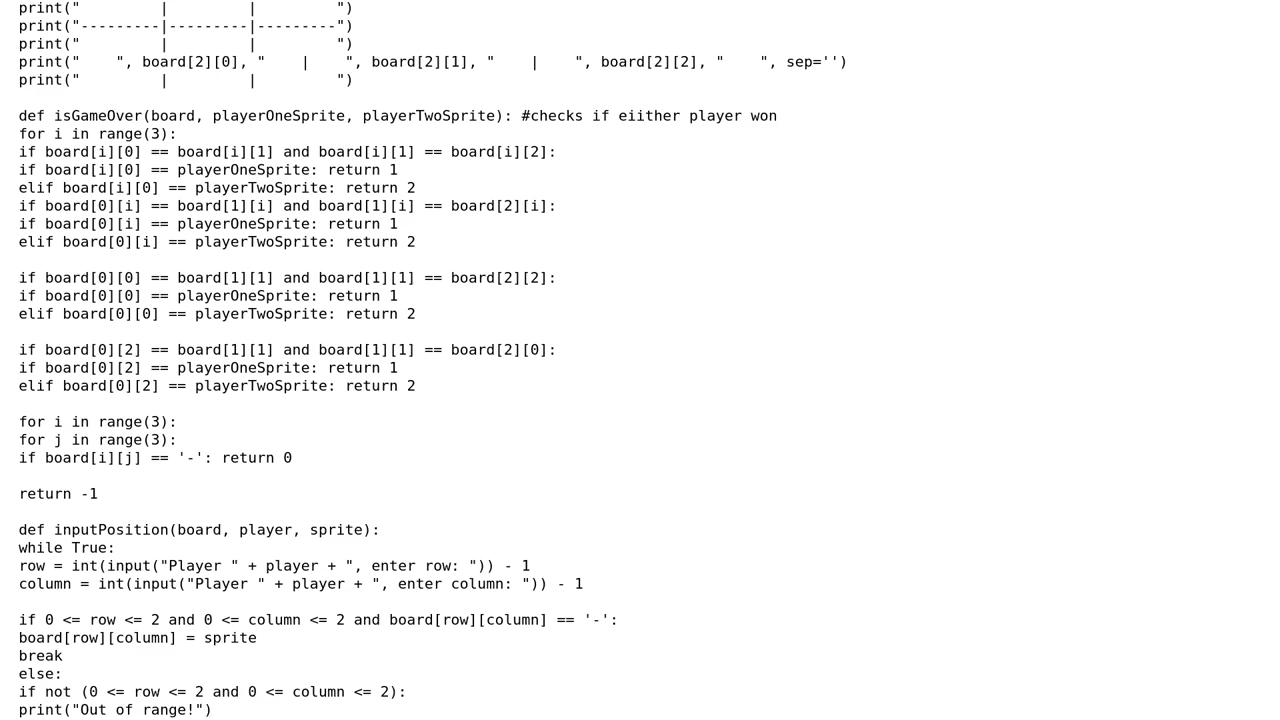 print("         |         |         ")
print("---------|---------|---------")
print("         |         |         ")
print("    ", board[2][0], "    |    ", board[2][1], "    |    ", board[2][2], "    ", sep='')
print("         |         |         ")

def isGameOver(board, playerOneSprite, playerTwoSprite): #checks if eiither player won
for i in range(3):
if board[i][0] == board[i][1] and board[i][1] == board[i][2]:
if board[i][0] == playerOneSprite: return 1
elif board[i][0] == playerTwoSprite: return 2
if board[0][i] == board[1][i] and board[1][i] == board[2][i]:
if board[0][i] == playerOneSprite: return 1
elif board[0][i] == playerTwoSprite: return 2

if board[0][0] == board[1][1] and board[1][1] == board[2][2]:
if board[0][0] == playerOneSprite: return 1
elif board[0][0] == playerTwoSprite: return 2

if board[0][2] == board[1][1] and board[1][1] == board[2][0]:
if board[0][2] == playerOneSprite: return 1
elif board[0][2] == playerTwoSprite: return 2

for i in range(3):
for j in range(3):
if board[i][j] == '-': return 0

return -1

def inputPosition(board, player, sprite):
while True:
row = int(input("Player " + player + ", enter row: ")) - 1
column = int(input("Player " + player + ", enter column: ")) - 1

if 0 <= row <= 2 and 0 <= column <= 2 and board[row][column] == '-':
board[row][column] = sprite
break
else:
if not (0 <= row <= 2 and 0 <= column <= 2):
print("Out of range!")